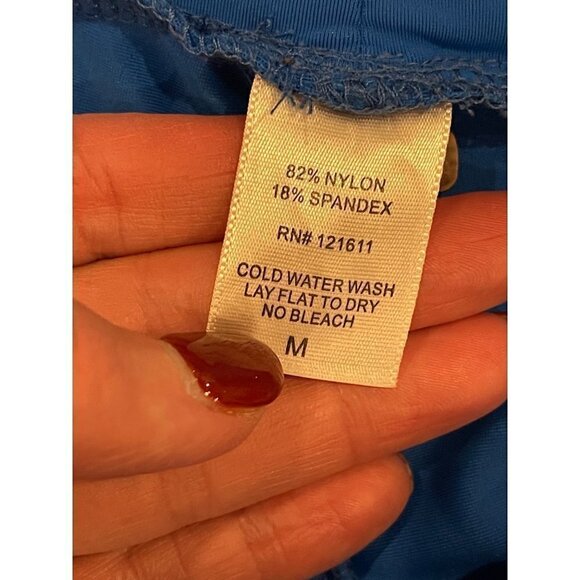 82% NYLON
18% SPANDEX
RN# 121611
COLD WATER WASH
LAY FLAT TO DRY
NO BLEACH
M